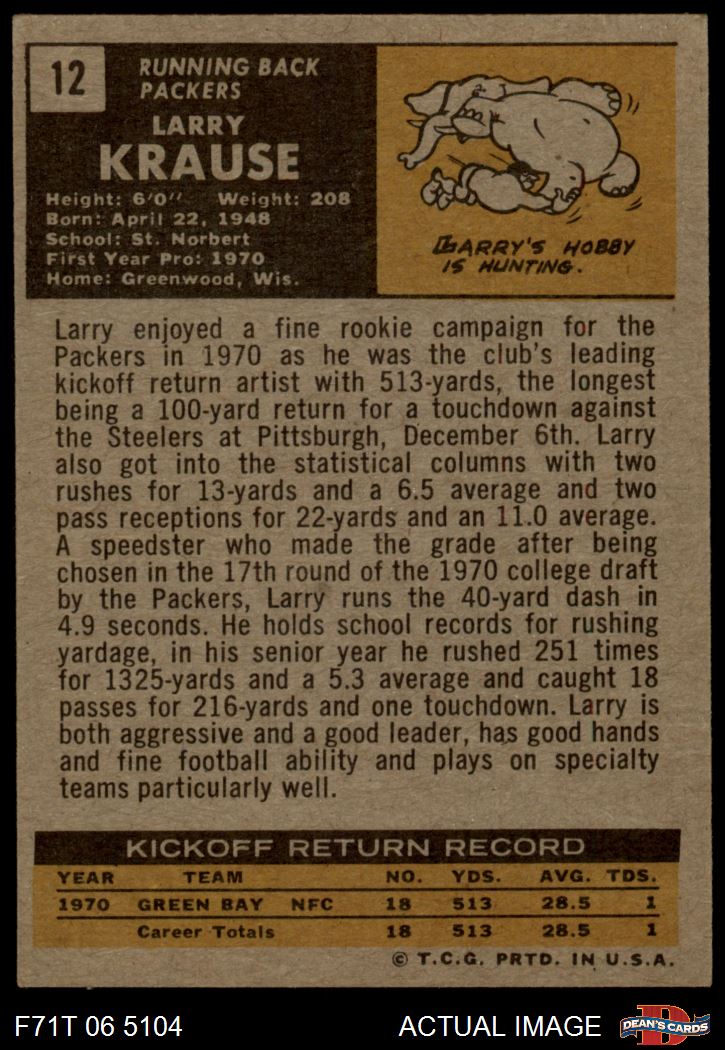 12
RUNNING BACK
PACKERS
LARRY
KRAUSE
Height: 6'0" Weight: 208
Born: April 22, 1948
School: St. Norbert
First Year Pro: 1970
Home: Greenwood, Wis.
LARRY'S HOBBY
IS HUNTING.
Larry enjoyed a fine rookie campaign for the
Packers in 1970 as he was the club's leading
kickoff return artist with 513-yards, the longest
being a 100-yard return for a touchdown against
the Steelers at Pittsburgh, December 6th. Larry
also got into the statistical columns with two
rushes for 13-yards and a 6.5 average and two
pass receptions for 22-yards and an 11.0 average.
A speedster who made the grade after being
chosen in the 17th round of the 1970 college draft
by the Packers, Larry runs the 40-yard dash in
4.9 seconds. He holds school records for rushing
yardage, in his senior year he rushed 251 times
for 1325-yards and a 5.3 average and caught 18
passes for 216-yards and one touchdown. Larry is
both aggressive and a good leader, has good hands
and fine football ability and plays on specialty
teams particularly well.
KICKOFF RETURN RECORD
YEAR TEAM NO. YDS. AVG. TDS.
1970 GREEN BAY NFC 18 513 28.5 1
Career Totals 18 513 28.5 1
© T.C.G. PRTD. IN U.S.A.
F71T 06 5104 ACTUAL IMAGE D DEAN'S CARDS